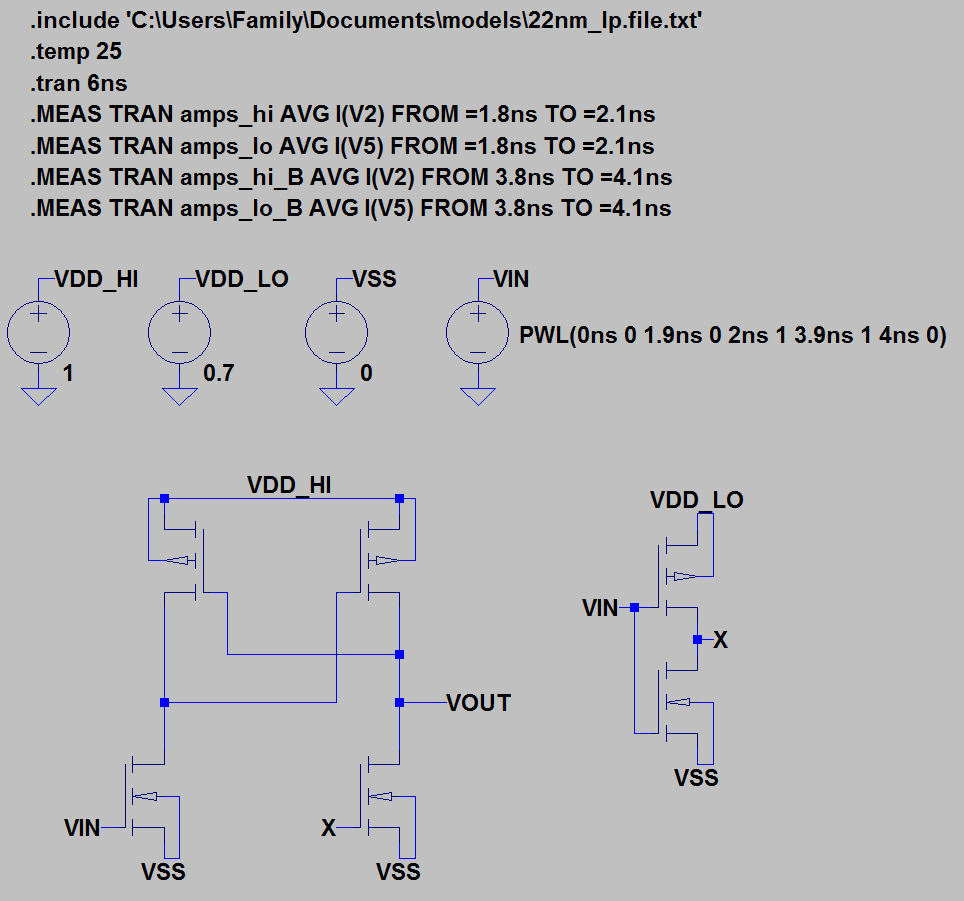 .include 'C:\Users\Family\Documents\models\22nm_lp.file.txt'
.temp 25
.tran 6ns
.MEAS TRAN amps_hi AVG I(V2) FROM =1.8ns TO =2.1ns
.MEAS TRAN amps_lo AVG I(V5) FROM =1.8ns TO =2.1ns
.MEAS TRAN amps_hi_B AVG I(V2) FROM 3.8ns TO =4.1ns
.MEAS TRAN amps_lo_B AVG I(V5) FROM 3.8ns TO =4.1ns
VDD_HI VDD_LO VSS VIN
PWL(0ns 0 1.9ns 0 2ns 1 3.9ns 1 4ns 0)
1 0.7 0
VDD_HI VDD_LO
VIN X
VOUT
VSS
VIN X
VSS VSS